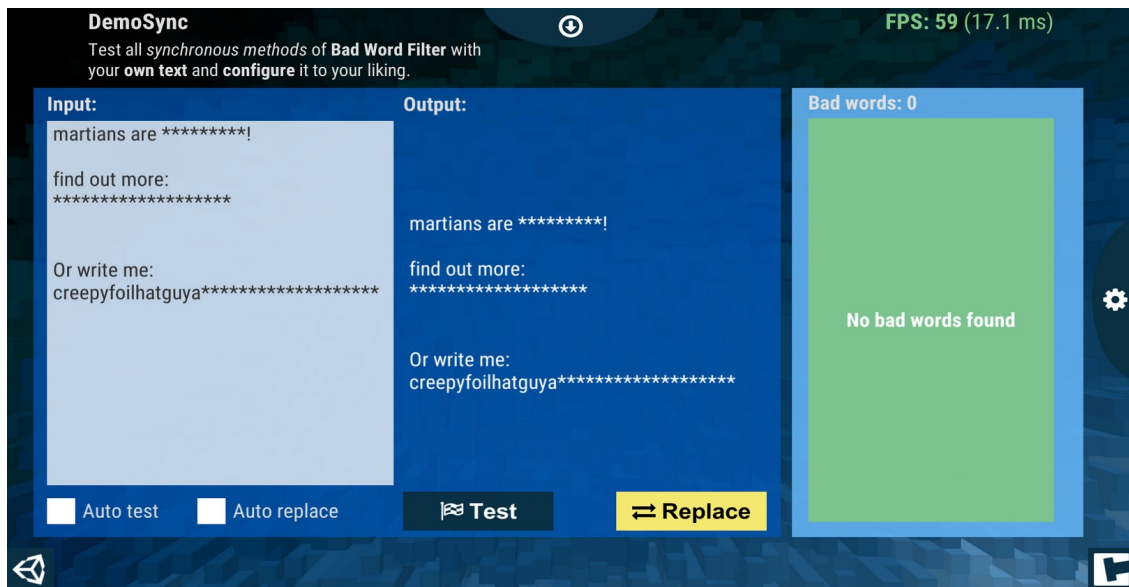 DemoSync
Test all synchronous methods of Bad Word Filter with
your own text and configure it to your liking.
FPS: 59 (17.1 ms)
Input:
martians are *********!
find out more:
*******************
Or write me:
creepyfoilhatguya*******************
Output:
martians are *********!
find out more:
*******************
Or write me:
creepyfoilhatguya*******************
Bad words: 0
No bad words found
Auto test
Auto replace
Test
Replace